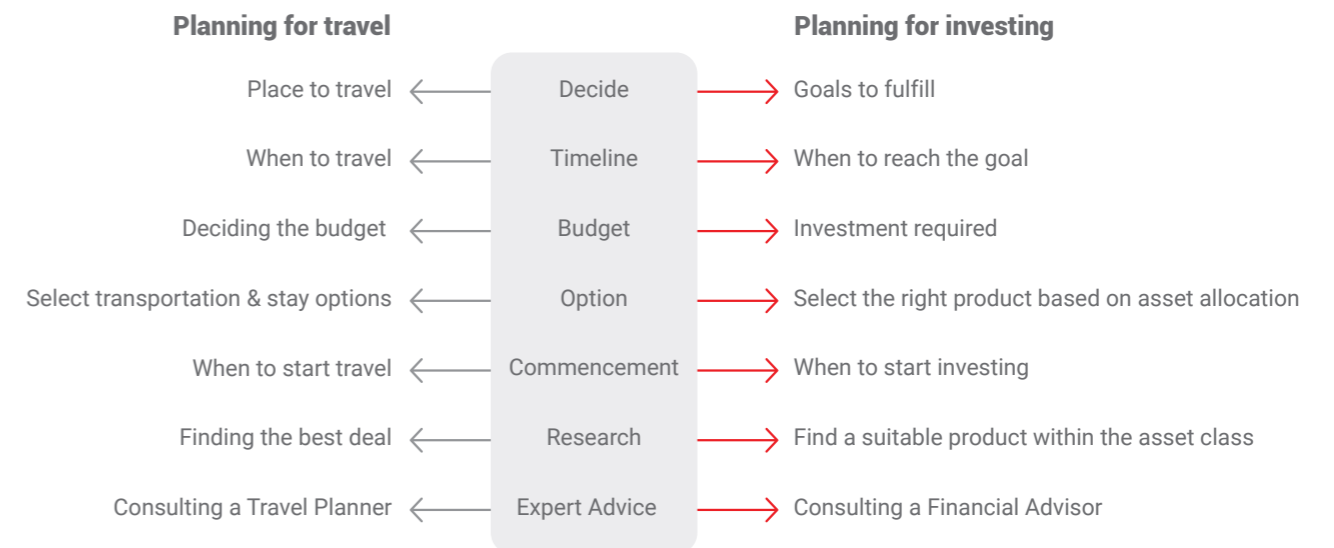 Planning for travel Planning for investing
Place to travel Decide Goals to fulfill
When to travel Timeline When to reach the goal
Deciding the budget Budget Investment required
Select transportation & stay options Option Select the right product based on asset allocation
When to start travel Commencement When to start investing
Finding the best deal Research Find a suitable product within the asset class
Consulting a Travel Planner Expert Advice Consulting a Financial Advisor